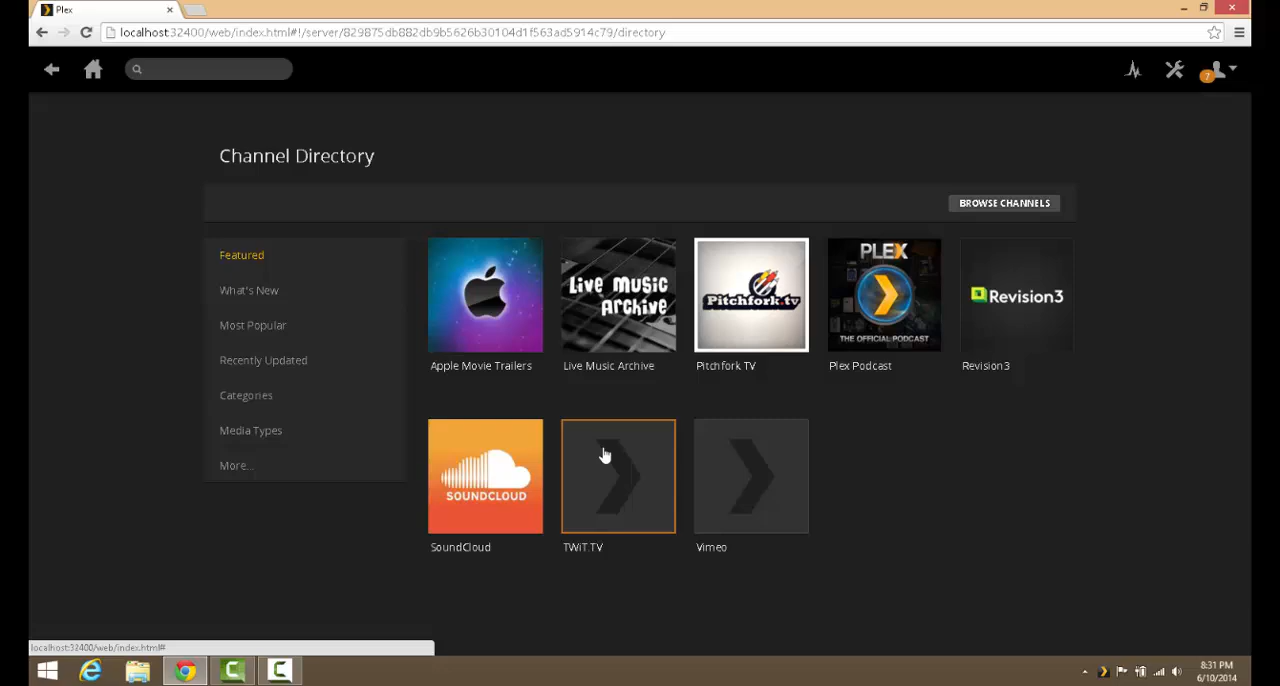 Plex
localhost:32400/web/index.html#!/server/829875db882db9b5626b30104d1f563ad5914c79/directory
7
Channel Directory
BROWSE CHANNELS
Featured
What's New
Most Popular
Recently Updated
Categories
Media Types
More...
Live Music
Archive
Pitchfork.tv
PLEX
THE OFFICIAL PODCAST
Revision3
Apple Movie Trailers
Live Music Archive
Pitchfork TV
Plex Podcast
Revision3
SOUNDCLOUD
SoundCloud
TWiT.TV
Vimeo
localhost:32400/web/index.html#
8:31 PM
6/10/2014